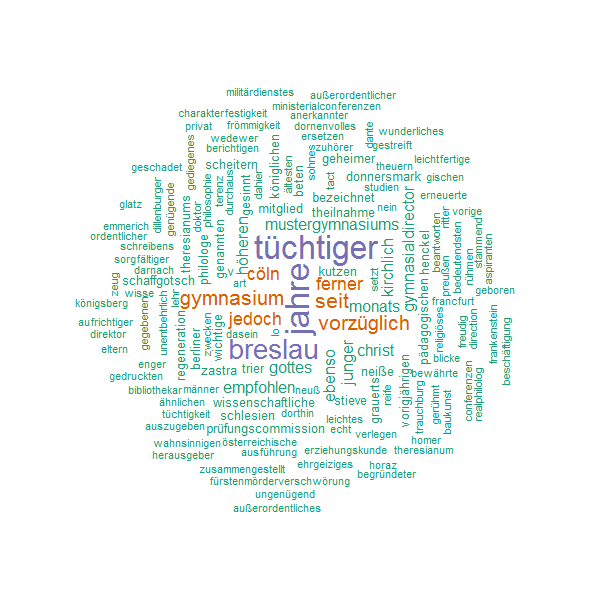 militärdienstes
außerordentlicher
ministerialconferenzen
charakterfestigkeit
anerkannter
privat
frömmigkeit
dornenvolles
dante
wunderliches
wedewer
ersetzen
gestreift
berichtigen
zuhörer
gediegenes
scheitern
geheimer
leichtfertige
geschadet
königlichen
sohnes
theuern
donnersmark
gischen
ältesten
beten
tact
studien
erneuerte
glatz
dillenburger
genügende
theresianums
doktor
philosophie
terenz
durchaus
gesinnt
dahier
bezeichnet
nein
mitglied
theilnahme
ritter
vorige
emmerich
ordentlicher
schreibens
philologe
genannten
höheren
mustergymnasiums
gymnasialdirector
beantworten
bedeutendsten
stammend
aspiranten
sorgfältiger
tüchtiger
kirchlich
henckel
preußen
rühmen
darnach
schaffgotsch
v
cöln
kutzen
setzt
pädagogischen
geboren
zeug
wisse
art
ferner
königsberg
lehr
gymnasium
jahre
seit
monats
francfurt
gegebener
unentbehrlich
zwecken
jedoch
vorzüglich
religiöses
freudig
direction
frankenstein
beschäftigung
aufrichtiger
direktor
regeneration
berliner
wichtige
dasein
lo
eltern
breslau
ebenso
junger
christ
blicke
enger
zastra
trier
gottes
neiße
bewährte
conferenzen
realphilolog
gedruckten
bibliothekar
männer
empfohlen
neuß
grauerts
reife
vorigjährigen
trauchburg
gerühmt
baukunst
ähnlichen
wissenschaftliche
stieve
tüchtigkeit
schlesien
dorthin
leichtes
auszugeben
prüfungscommission
echt
verlegen
homer
wahnsinnigen
österreichische
erziehungskunde
theresianum
herausgeber
ausführung
zusammengestellt
ehrgeiziges
horaz
fürstenmörderverschwörung
begründeter
ungenügend
außerordentliches